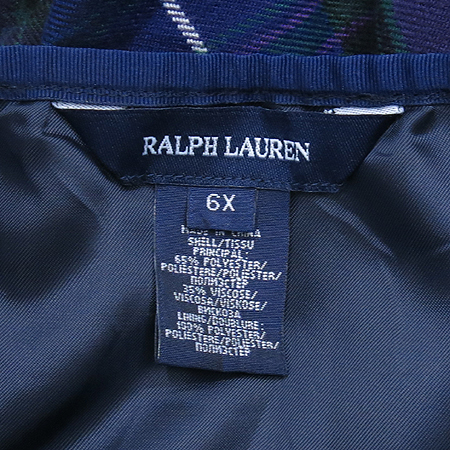 RALPH LAUREN
6X
MADE IN CHINA
SHELL/TISSU
PRINCIPAL:
65% POLYESTER/
POLIESTERE/POLIESTER/
ПОЛИЭСТЕР
35% VISCOSE/
VISCOSA/VISKOSE/
ВИСКОЗА
LINING/DOUBLURE:
100% POLYESTER/
POLIESTERE/POLIESTER/
ПОЛИЭСТЕР